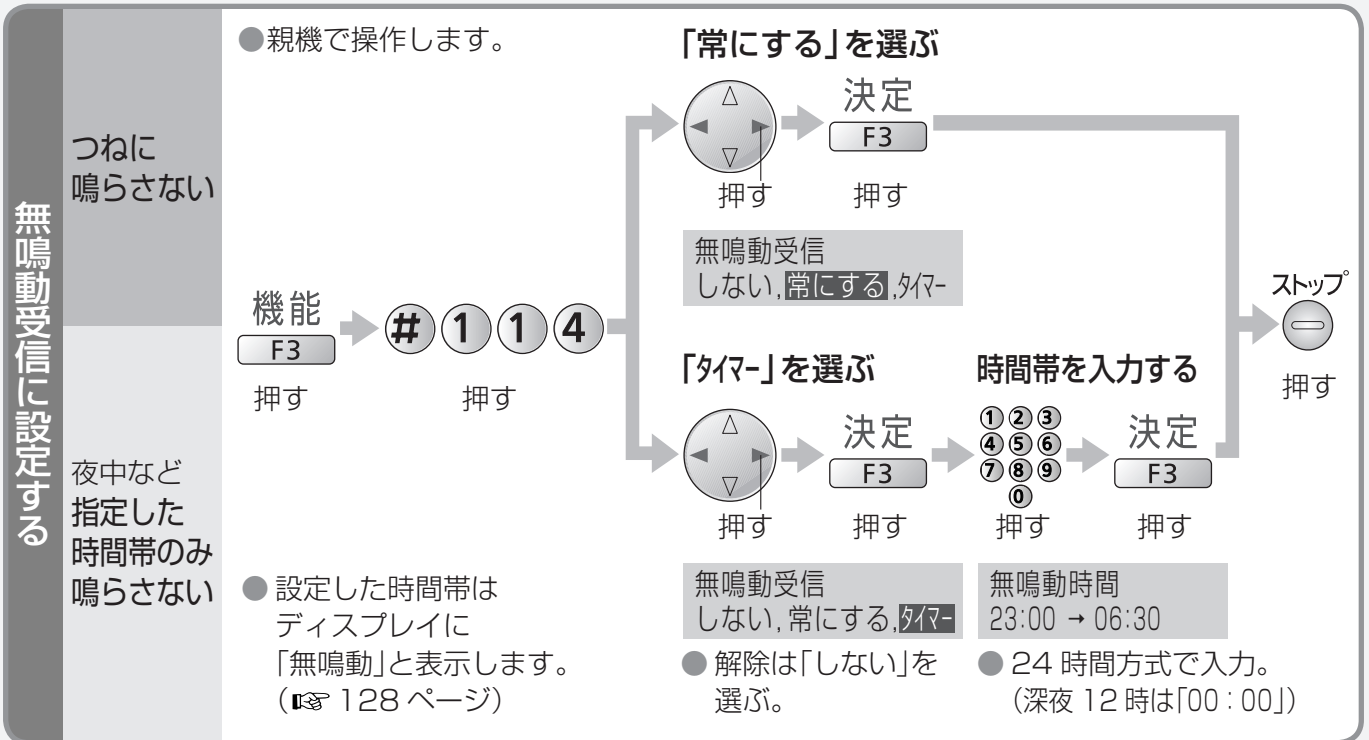 無鳴動受信に設定する
つねに
鳴らさない
夜中など
指定した
時間帯のみ
鳴らさない
●親機で操作します。
機能
F3
押す
#114
押す
● 設定した時間帯は
ディスプレイに
「無鳴動」と表示します。
(☞ 128 ページ)
「常にする」を選ぶ
決定
F3
押す
押す
無鳴動受信
しない,常にする,ﾀｲﾏｰ
「ﾀｲﾏｰ」を選ぶ
決定
F3
押す
押す
無鳴動受信
しない,常にする,ﾀｲﾏｰ
● 解除は「しない」を
選ぶ。
時間帯を入力する
1 2 3
4 5 6
7 8 9
0
押す
決定
F3
押す
無鳴動時間
23:00 → 06:30
● 24 時間方式で入力。
(深夜 12 時は「00:00」)
ストップ
押す